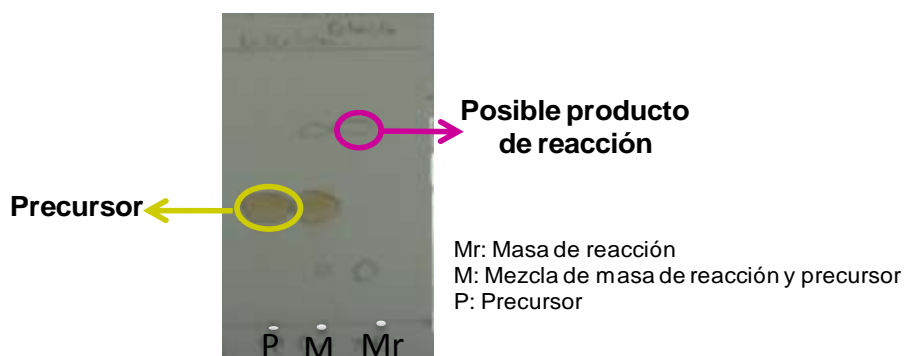 Posible producto
de reacción
Precursor
Mr: Masa de reacción
M: Mezcla de masa de reacción y precursor
P: Precursor
P M Mr